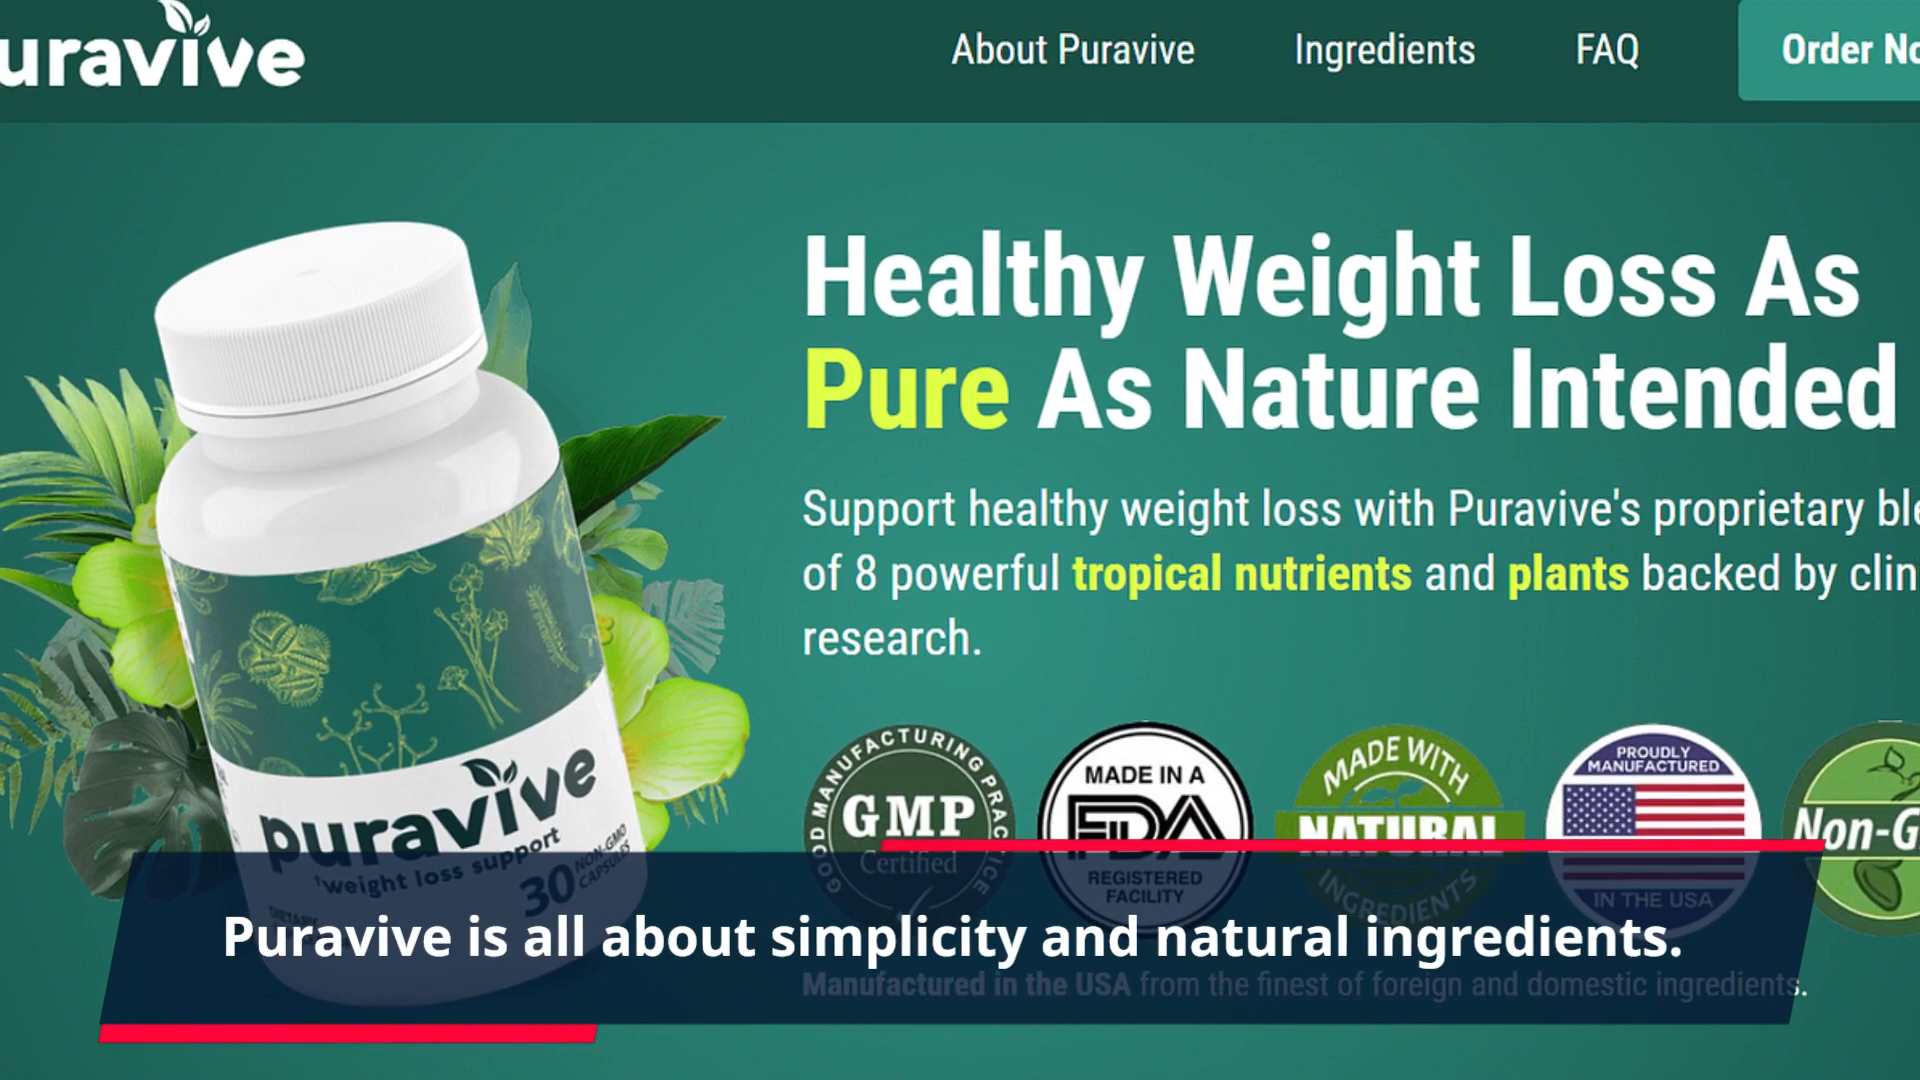 uravive
About Puravive
Ingredients
FAQ
Order No
Healthy Weight Loss As
Pure As Nature Intended
Support healthy weight loss with Puravive's proprietary ble
of 8 powerful tropical nutrients and plants backed by clin
research.
puravive
†weight loss support
30 NON-GMO
CAPSULES
DIETARY
GOOD MANUFACTURING PRACTICE
GMP
Certified
MADE IN A
FDA
REGISTERED
FACILITY
MADE WITH
NATURAL
INGREDIENTS
PROUDLY
MANUFACTURED
IN THE USA
Non-G
Puravive is all about simplicity and natural ingredients.
Manufactured in the USA from the finest of foreign and domestic ingredients.